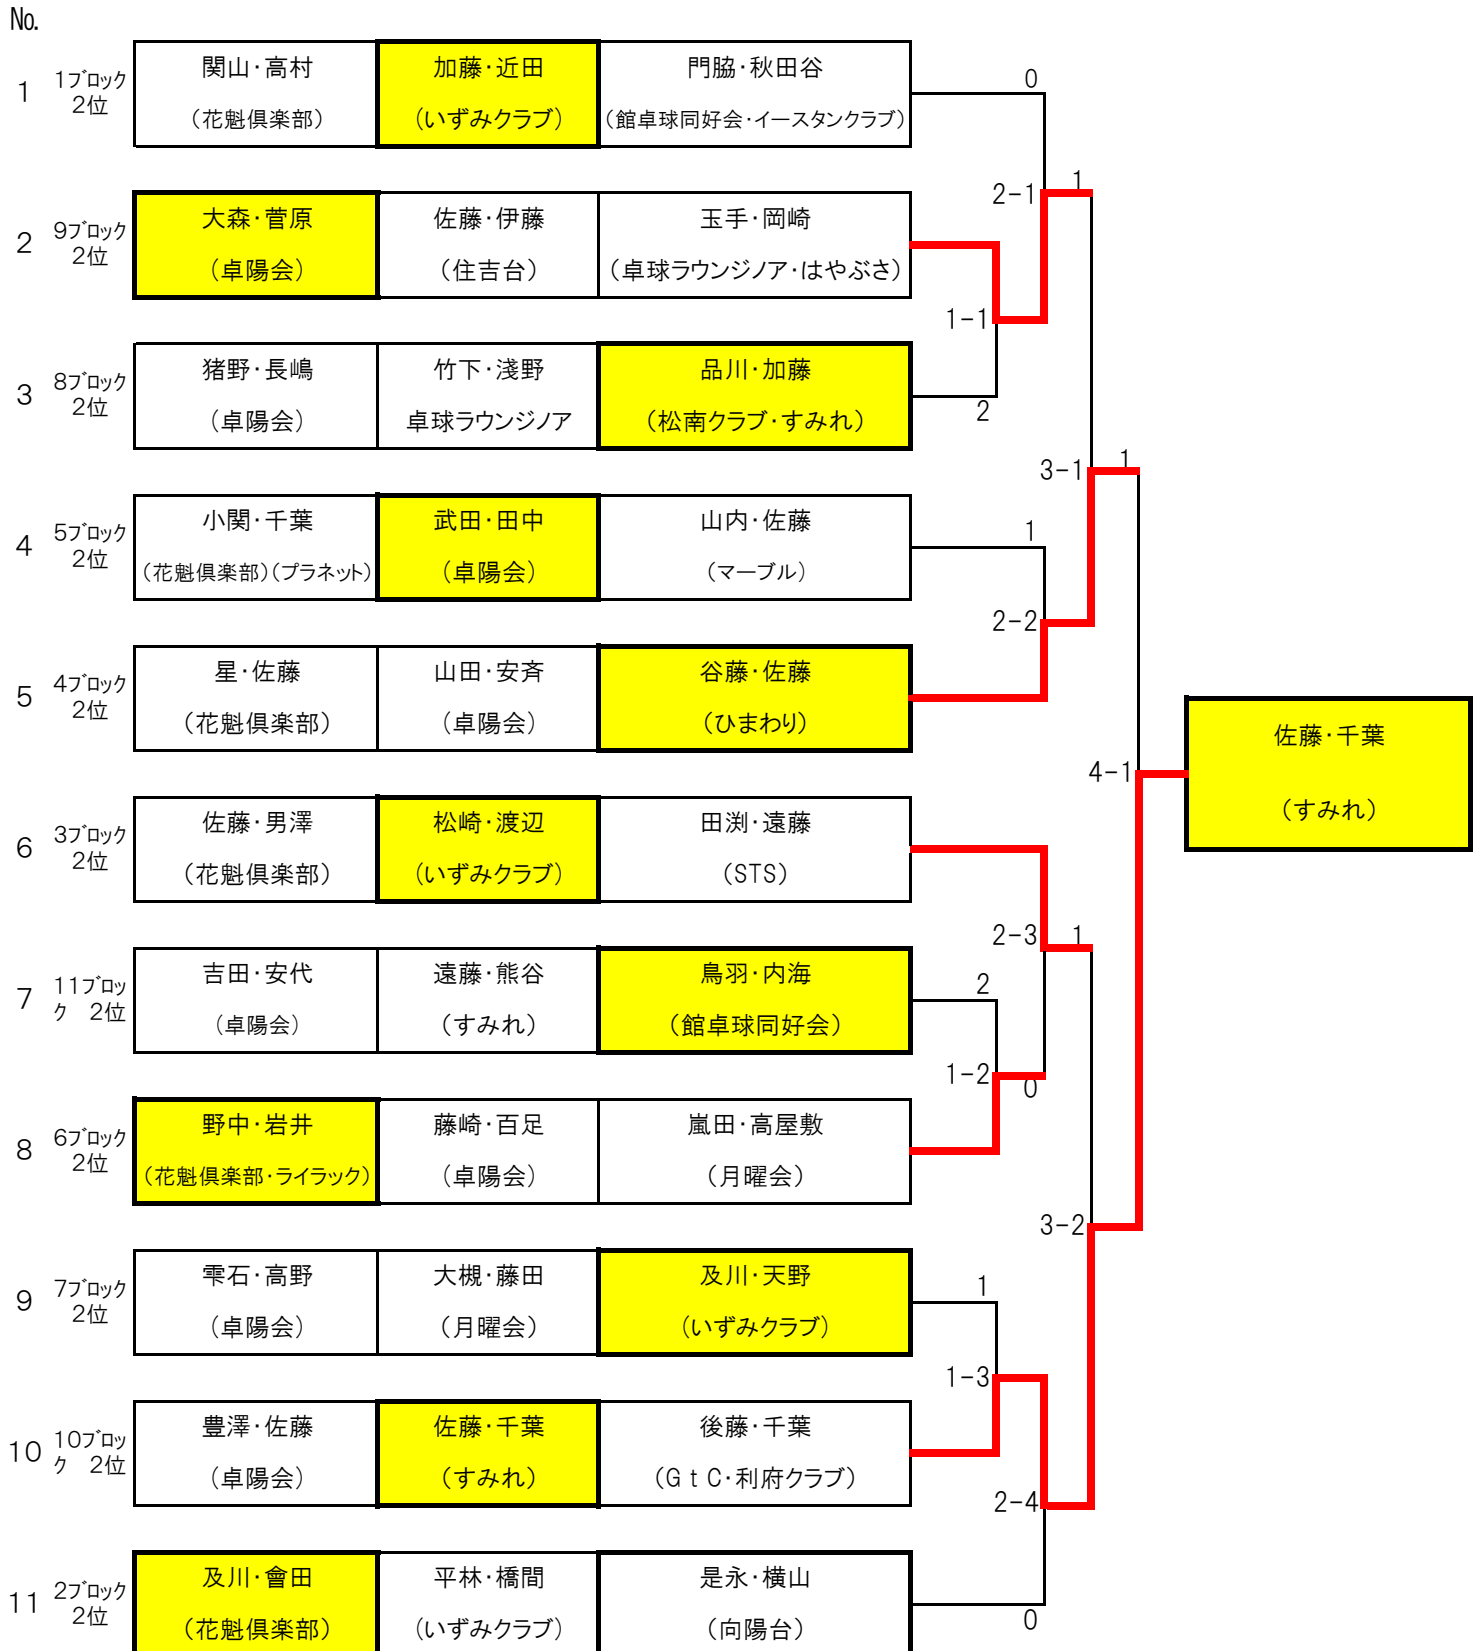 No.
1 1ブロック 2位 関山・高村 加藤・近田 門脇・秋田谷 0
（花魁倶楽部） （いずみクラブ） （館卓球同好会・イースタンクラブ）
2-1 1
2 9ブロック 2位 大森・菅原 佐藤・伊藤 玉手・岡崎
（卓陽会） （住吉台） （卓球ラウンジノア・はやぶさ）
1-1
3 8ブロック 2位 猪野・長嶋 竹下・淺野 品川・加藤
（卓陽会） 卓球ラウンジノア （松南クラブ・すみれ） 2
3-1 1
4 5ブロック 2位 小関・千葉 武田・田中 山内・佐藤 1
（花魁倶楽部）（プラネット） （卓陽会） （マーブル）
2-2
5 4ブロック 2位 星・佐藤 山田・安斉 谷藤・佐藤
（花魁倶楽部） （卓陽会） （ひまわり）
佐藤・千葉
4-1
（すみれ）
6 3ブロック 2位 佐藤・男澤 松崎・渡辺 田渕・遠藤
（花魁倶楽部） （いずみクラブ） （STS）
2-3 1
7 11ブロック 2位 吉田・安代 遠藤・熊谷 鳥羽・内海 2
（卓陽会） （すみれ） （館卓球同好会）
1-2 0
8 6ブロック 2位 野中・岩井 藤崎・百足 嵐田・高屋敷
（花魁倶楽部・ライラック） （卓陽会） （月曜会）
3-2
9 7ブロック 2位 雫石・高野 大槻・藤田 及川・天野 1
（卓陽会） （月曜会） （いずみクラブ）
1-3
10 10ブロック 2位 豊澤・佐藤 佐藤・千葉 後藤・千葉
（卓陽会） （すみれ） （GtC・利府クラブ）
2-4
11 2ブロック 2位 及川・會田 平林・橋間 是永・横山
（花魁倶楽部） （いずみクラブ） （向陽台） 0